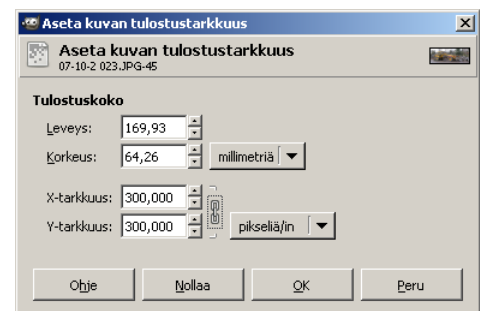 Aseta kuvan tulostustarkkuus
Aseta kuvan tulostustarkkuus
07-10-2 023.JPG-45
Tulostuskoko
Leveys: 169,93
Korkeus: 64,26 millimetriä
X-tarkkuus: 300,000
Y-tarkkuus: 300,000 pikseliä/in
Ohje Nollaa OK Peru